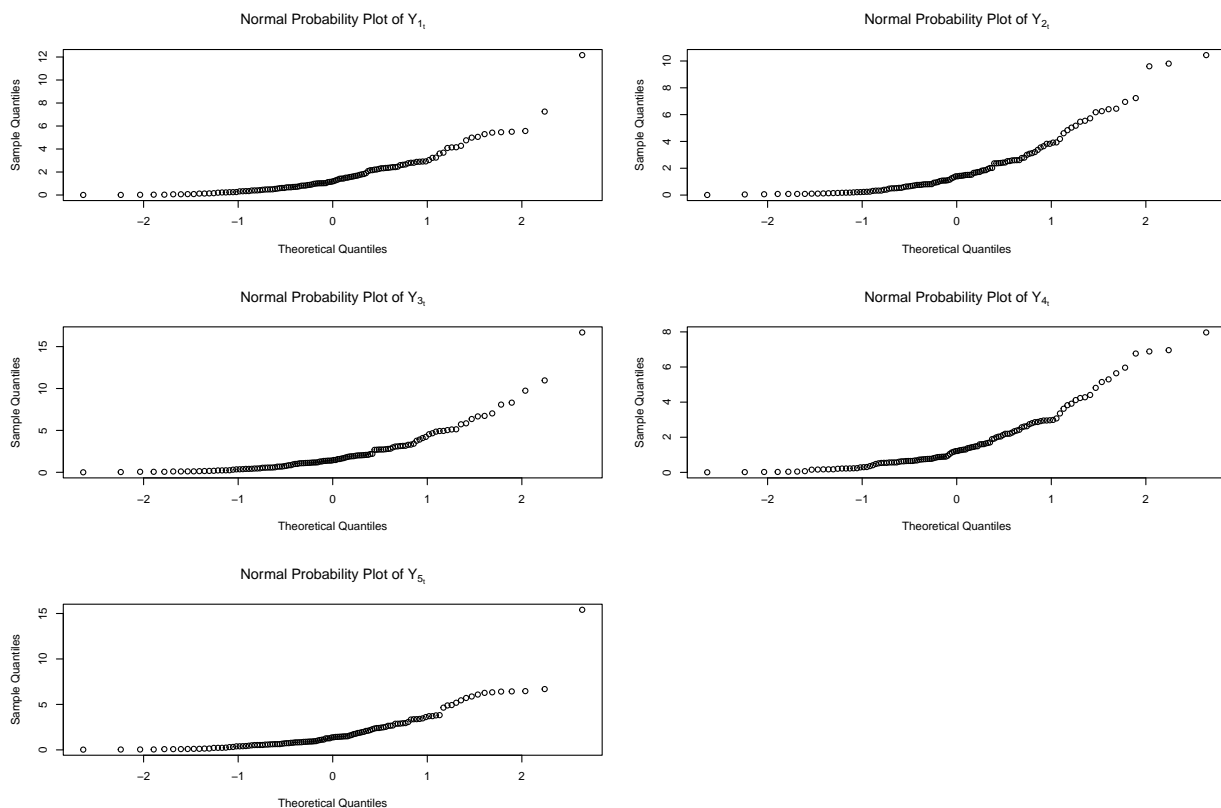 Normal Probability Plot of Y1t
Sample Quantiles
0 2 4 6 8 10 12
−2 −1 0 1 2
Theoretical Quantiles
Normal Probability Plot of Y2t
Sample Quantiles
0 2 4 6 8 10
−2 −1 0 1 2
Theoretical Quantiles
Normal Probability Plot of Y3t
Sample Quantiles
0 5 10 15
−2 −1 0 1 2
Theoretical Quantiles
Normal Probability Plot of Y4t
Sample Quantiles
0 2 4 6 8
−2 −1 0 1 2
Theoretical Quantiles
Normal Probability Plot of Y5t
Sample Quantiles
0 5 10 15
−2 −1 0 1 2
Theoretical Quantiles